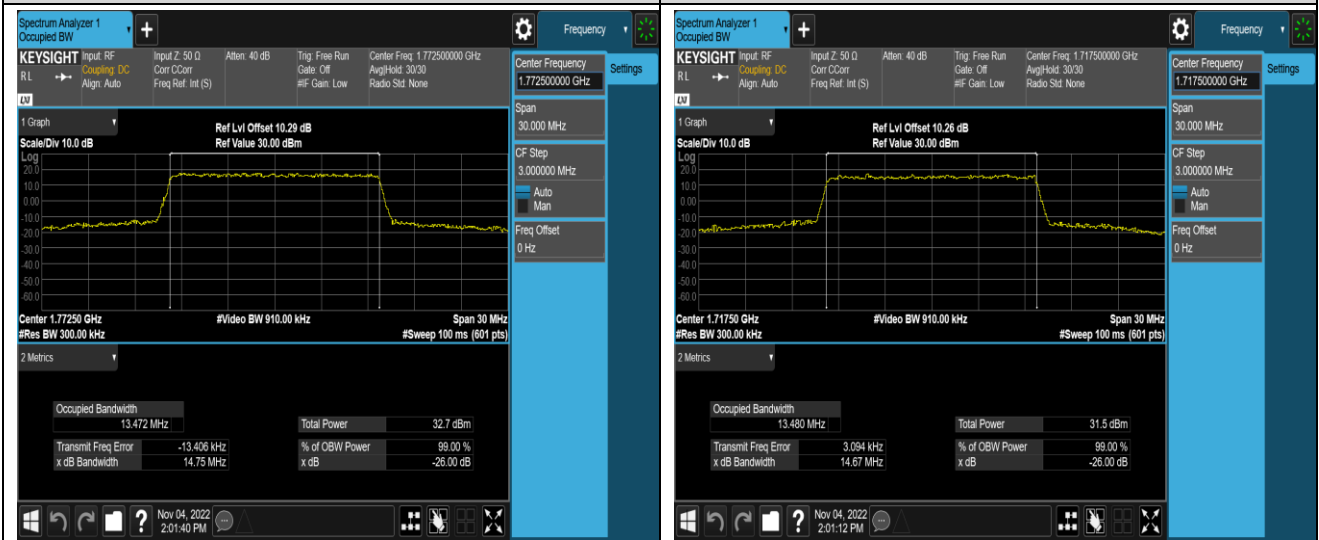 Spectrum Analyzer 1
Occupied BW
+
Frequency
KEYSIGHT Input: RF Input Z: 50 Ω Atten: 40 dB Trig: Free Run Center Freq: 1.772500000 GHz
Coupling: DC Corr CCorr Gate: Off Avg|Hold: 30/30
RL Align: Auto Freq Ref: Int (S) #IF Gain: Low Radio Std: None
LXI
Center Frequency
1.772500000 GHz
Settings
Span
30.000 MHz
CF Step
3.000000 MHz
Auto
Man
Freq Offset
0 Hz
1 Graph
Ref Lvl Offset 10.29 dB
Scale/Div 10.0 dB Ref Value 30.00 dBm
Log
20.0
10.0
0.00
-10.0
-20.0
-30.0
-40.0
-50.0
-60.0
Center 1.77250 GHz #Video BW 910.00 kHz Span 30 MHz
#Res BW 300.00 kHz #Sweep 100 ms (601 pts)
2 Metrics
Occupied Bandwidth
13.472 MHz Total Power 32.7 dBm
Transmit Freq Error -13.406 kHz % of OBW Power 99.00 %
x dB Bandwidth 14.75 MHz x dB -26.00 dB
? Nov 04, 2022
2:01:40 PM
Spectrum Analyzer 1
Occupied BW
+
Frequency
KEYSIGHT Input: RF Input Z: 50 Ω Atten: 40 dB Trig: Free Run Center Freq: 1.717500000 GHz
Coupling: DC Corr CCorr Gate: Off Avg|Hold: 30/30
RL Align: Auto Freq Ref: Int (S) #IF Gain: Low Radio Std: None
LXI
Center Frequency
1.717500000 GHz
Settings
Span
30.000 MHz
CF Step
3.000000 MHz
Auto
Man
Freq Offset
0 Hz
1 Graph
Ref Lvl Offset 10.26 dB
Scale/Div 10.0 dB Ref Value 30.00 dBm
Log
20.0
10.0
0.00
-10.0
-20.0
-30.0
-40.0
-50.0
-60.0
Center 1.71750 GHz #Video BW 910.00 kHz Span 30 MHz
#Res BW 300.00 kHz #Sweep 100 ms (601 pts)
2 Metrics
Occupied Bandwidth
13.480 MHz Total Power 31.5 dBm
Transmit Freq Error 3.094 kHz % of OBW Power 99.00 %
x dB Bandwidth 14.67 MHz x dB -26.00 dB
? Nov 04, 2022
2:01:12 PM